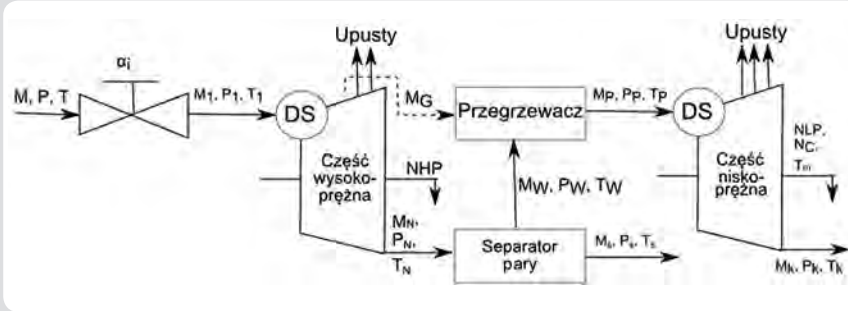 Upusty
Upusty
αi
M, P, T
M1, P1, T1
DS
MG
Przegrzewacz
MP, PP, TP
DS
Część
wysoko-
prężna
NHP
MW, PW, TW
Część
nisko-
prężna
NLP,
NC,
Tm
MN,
PN,
TN
Separator
pary
Ms, Ps, Ts
Mk, Pk, Tk